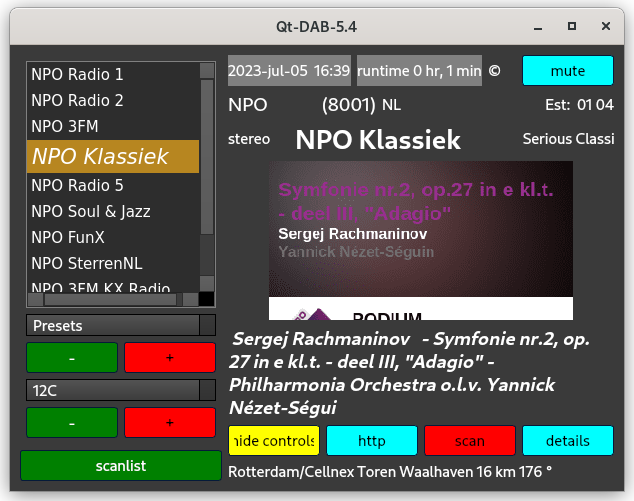 Qt-DAB-5.4
NPO Radio 1
NPO Radio 2
NPO 3FM
NPO Klassiek
NPO Radio 5
NPO Soul & Jazz
NPO FunX
NPO SterrenNL
NPO 3FM KX Radio
Presets
- +
12C
- +
scanlist
2023-jul-05 16:39 runtime 0 hr, 1 min © mute
NPO (8001) NL Est: 01 04
stereo NPO Klassiek Serious Classi
Symfonie nr.2, op.27 in e kl.t.
- deel III, "Adagio"
Sergej Rachmaninov
Yannick Nézet-Séguin
PODIUM
Sergej Rachmaninov - Symfonie nr.2, op.
27 in e kl.t. - deel III, "Adagio" -
Philharmonia Orchestra o.l.v. Yannick
Nézet-Ségui
hide controls http scan details
Rotterdam/Cellnex Toren Waalhaven 16 km 176 °